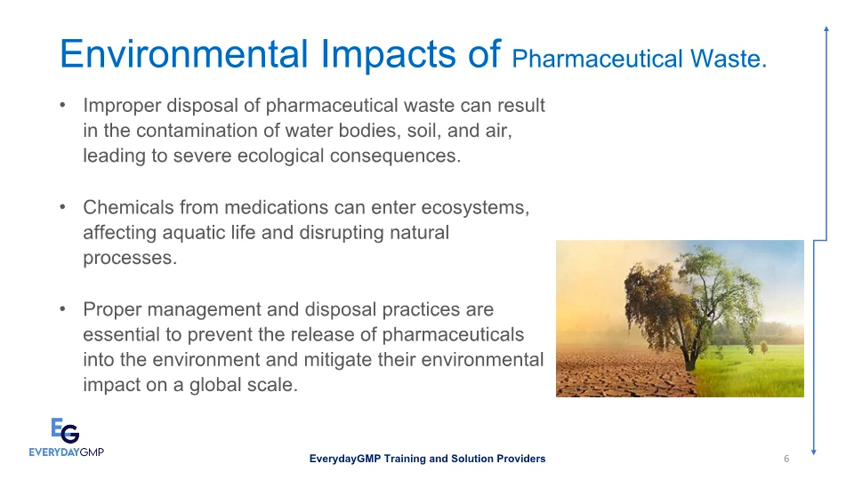 Environmental Impacts of Pharmaceutical Waste.
• Improper disposal of pharmaceutical waste can result
in the contamination of water bodies, soil, and air,
leading to severe ecological consequences.
• Chemicals from medications can enter ecosystems,
affecting aquatic life and disrupting natural
processes.
• Proper management and disposal practices are
essential to prevent the release of pharmaceuticals
into the environment and mitigate their environmental
impact on a global scale.
EG
EVERYDAYGMP
EverydayGMP Training and Solution Providers
6